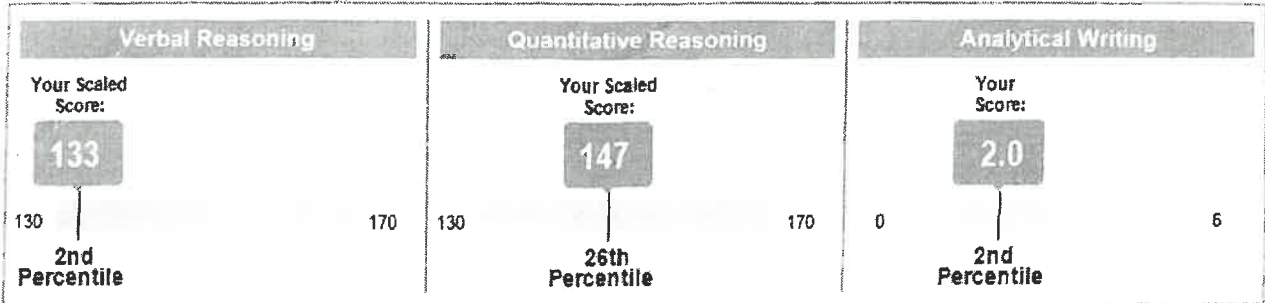 Verbal Reasoning
Your Scaled
Score:
133
130
170
2nd
Percentile
Quantitative Reasoning
Your Scaled
Score:
147
130
170
26th
Percentile
Analytical Writing
Your
Score:
2.0
0
6
2nd
Percentile